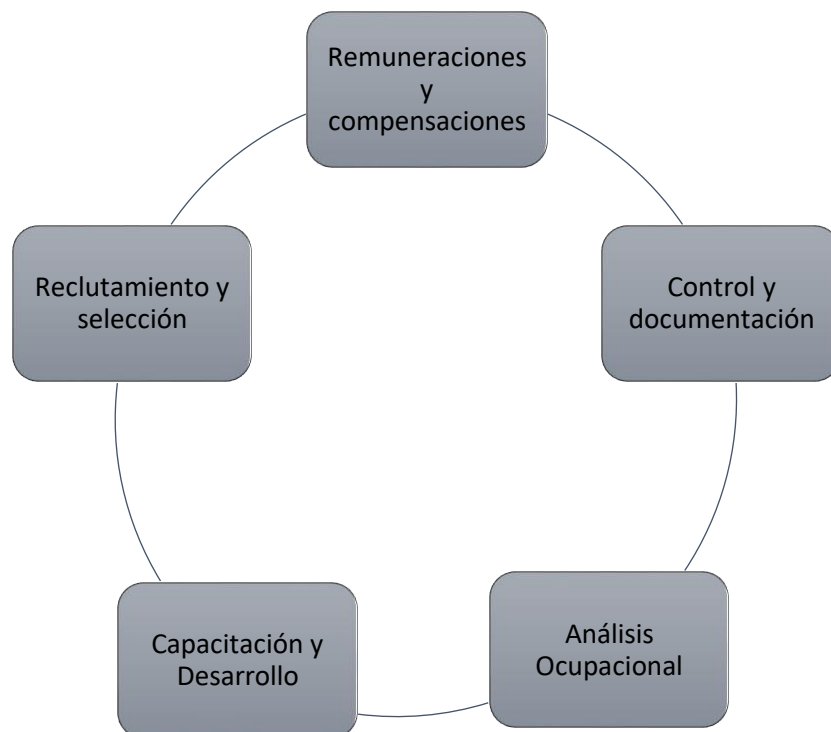 Remuneraciones
y
compensaciones
Reclutamiento y
selección
Control y
documentación
Capacitación y
Desarrollo
Análisis
Ocupacional